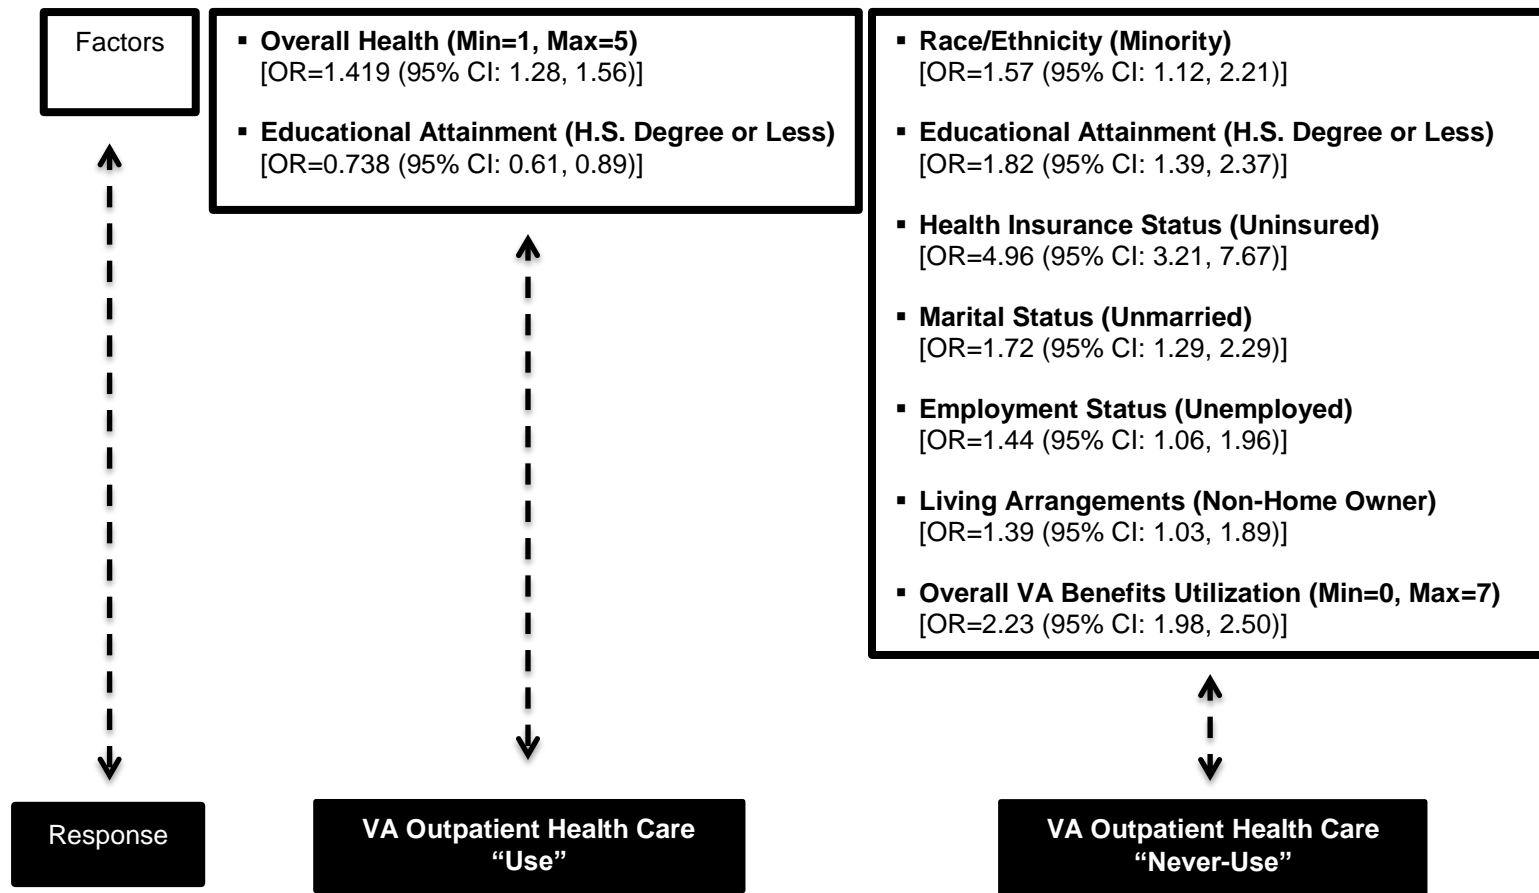 Factors
▪ Overall Health (Min=1, Max=5)
[OR=1.419 (95% CI: 1.28, 1.56)]
▪ Educational Attainment (H.S. Degree or Less)
[OR=0.738 (95% CI: 0.61, 0.89)]
▪ Race/Ethnicity (Minority)
[OR=1.57 (95% CI: 1.12, 2.21)]
▪ Educational Attainment (H.S. Degree or Less)
[OR=1.82 (95% CI: 1.39, 2.37)]
▪ Health Insurance Status (Uninsured)
[OR=4.96 (95% CI: 3.21, 7.67)]
▪ Marital Status (Unmarried)
[OR=1.72 (95% CI: 1.29, 2.29)]
▪ Employment Status (Unemployed)
[OR=1.44 (95% CI: 1.06, 1.96)]
▪ Living Arrangements (Non-Home Owner)
[OR=1.39 (95% CI: 1.03, 1.89)]
▪ Overall VA Benefits Utilization (Min=0, Max=7)
[OR=2.23 (95% CI: 1.98, 2.50)]
Response
VA Outpatient Health Care
“Use”
VA Outpatient Health Care
“Never-Use”